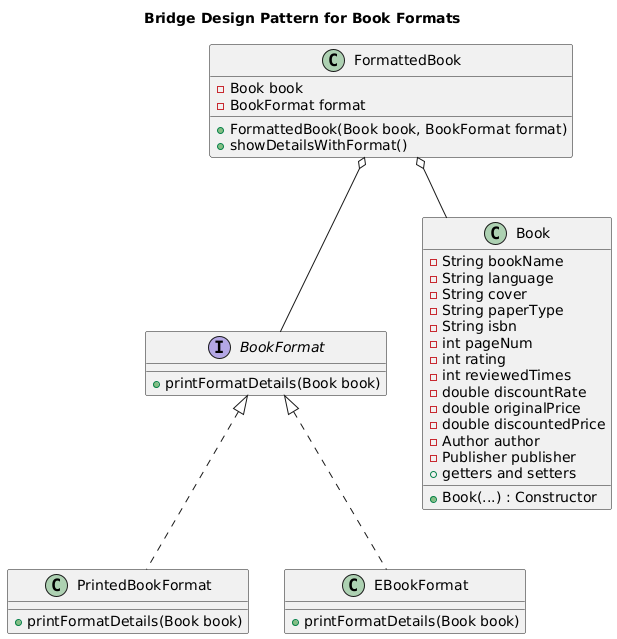 Bridge Design Pattern for Book Formats
C FormattedBook
Book book
BookFormat format
FormattedBook(Book book, BookFormat format)
showDetailsWithFormat()
C Book
String bookName
String language
String cover
String paperType
String isbn
int pageNum
int rating
int reviewedTimes
double discountRate
double originalPrice
double discountedPrice
Author author
Publisher publisher
getters and setters
Book(...) : Constructor
I BookFormat
printFormatDetails(Book book)
C PrintedBookFormat
printFormatDetails(Book book)
C EBookFormat
printFormatDetails(Book book)